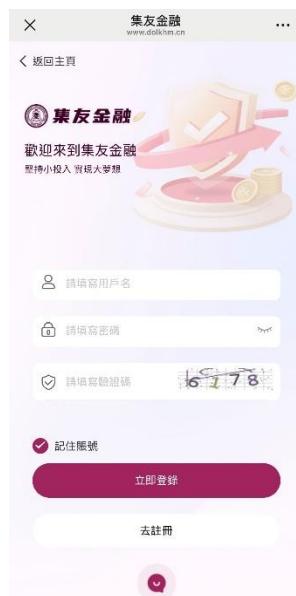 集友金融
www.dolkhm.cn
返回主頁
集友金融
歡迎來到集友金融
堅持小投入 實現大夢想
請填寫用戶名
請填寫密碼
請填寫驗證碼
6178
記住賬號
立即登錄
去註冊